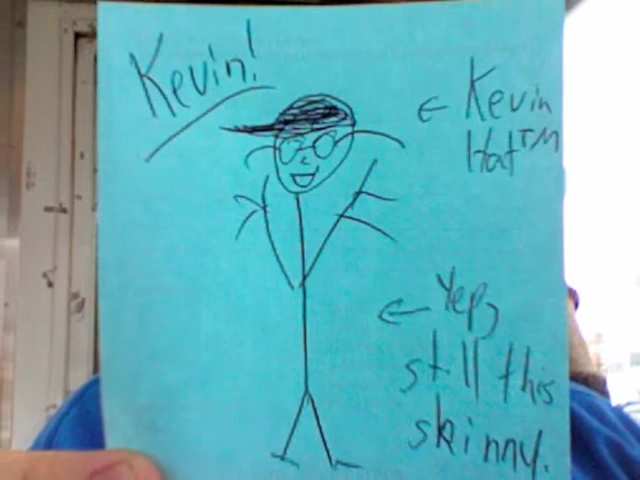 Kevin!
← Kevin
Hat™
← Yep,
still this
skinny.